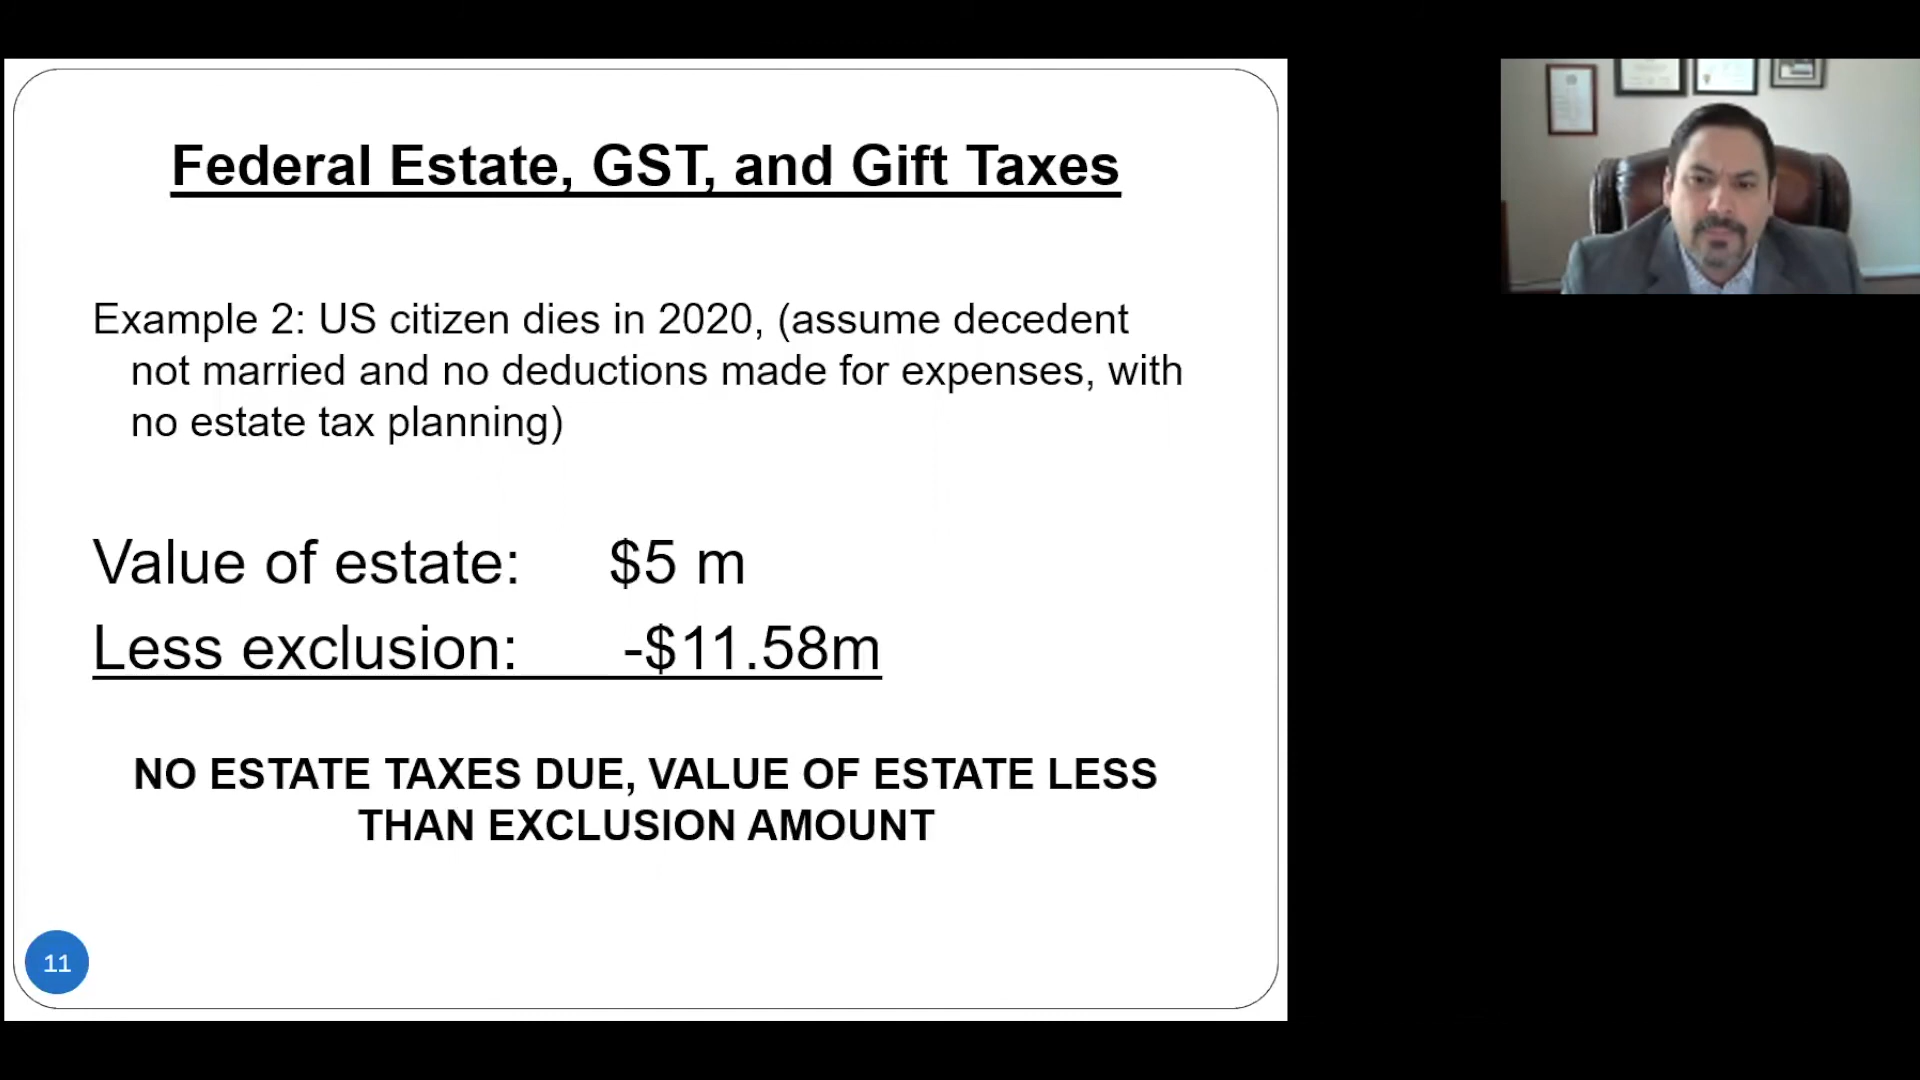 Federal Estate, GST, and Gift Taxes
Example 2: US citizen dies in 2020, (assume decedent
not married and no deductions made for expenses, with
no estate tax planning)
Value of estate: $5 m
Less exclusion: -$11.58m
NO ESTATE TAXES DUE, VALUE OF ESTATE LESS
THAN EXCLUSION AMOUNT
11